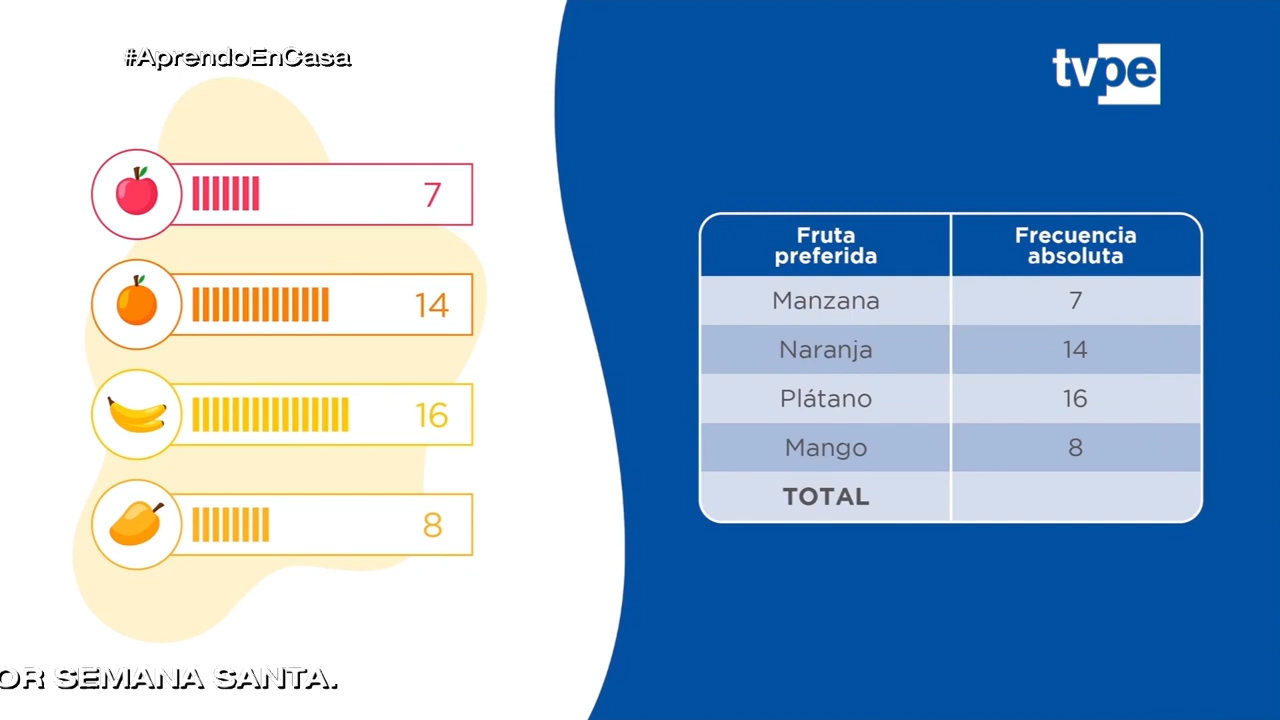 #AprendoEnCasa
tvpe
7
14
16
8
Fruta preferida
Frecuencia absoluta
Manzana 7
Naranja 14
Plátano 16
Mango 8
TOTAL
OR SEMANA SANTA.